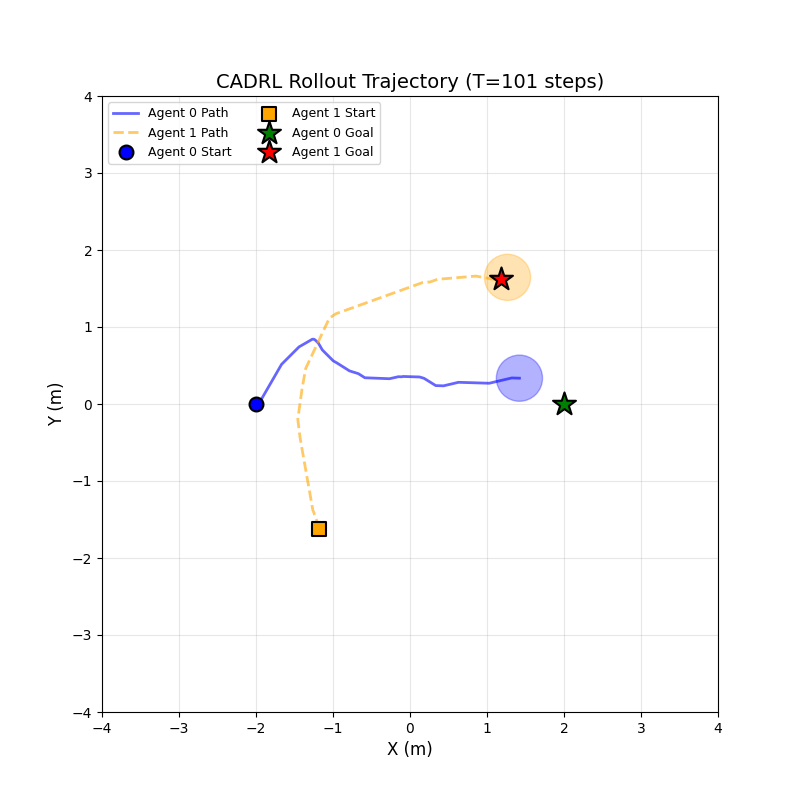 CADRL Rollout Trajectory (T=101 steps)
Agent 0 Path
Agent 1 Path
Agent 0 Start
Agent 1 Start
Agent 0 Goal
Agent 1 Goal
Y (m)
4
3
2
1
0
−1
−2
−3
−4
−4 −3 −2 −1 0 1 2 3 4
X (m)